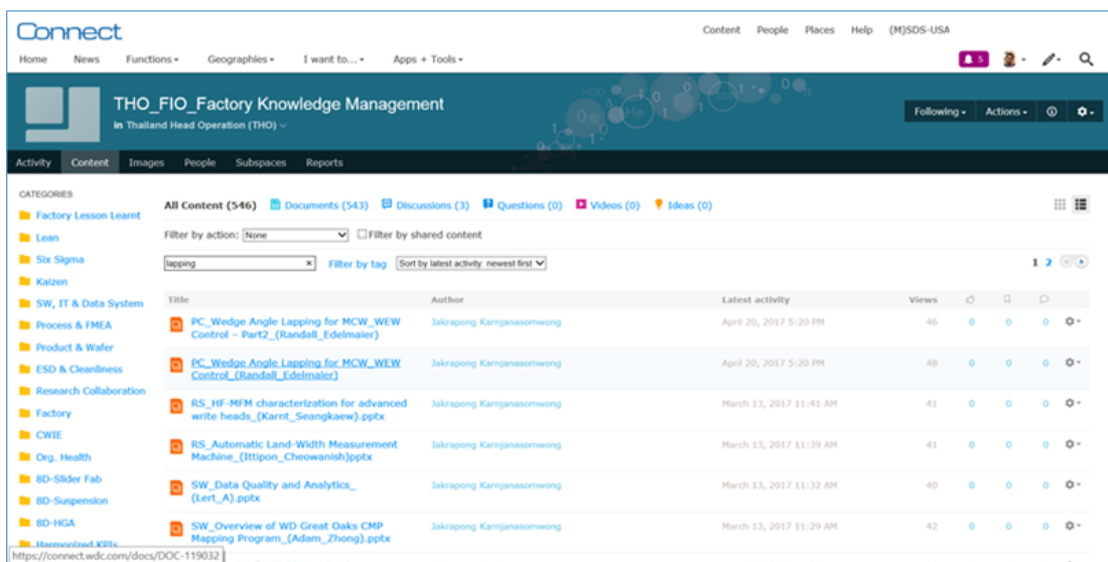 Connect
Content People Places Help (M)SDS-USA
Home News Functions Geographies I want to... Apps + Tools
5
THO_FIO_Factory Knowledge Management
in Thailand Head Operation (THO)
Following Actions
Activity Content Images People Subspaces Reports
CATEGORIES
Factory Lesson Learnt
Lean
Six Sigma
Kaizen
SW, IT & Data System
Process & FMEA
Product & Wafer
ESD & Cleanliness
Research Collaboration
Factory
CWIE
Org. Health
8D-Slider Fab
8D-Suspension
8D-HGA
Harmonized KPIs
https://connect.wdc.com/docs/DOC-119032
All Content (546) Documents (543) Discussions (3) Questions (0) Videos (0) Ideas (0)
Filter by action: None Filter by shared content
lapping x Filter by tag Sort by latest activity: newest first
1 2
Title Author Latest activity Views
PC_Wedge Angle Lapping for MCW_WEW Jakrapong Karnjanasomwong April 20, 2017 5:20 PM 46 0 0 0
Control – Part2_(Randall_Edelmaier)
PC_Wedge Angle Lapping for MCW_WEW Jakrapong Karnjanasomwong April 20, 2017 5:20 PM 48 0 0 0
Control_(Randall_Edelmaier)
RS_HF-MFM characterization for advanced Jakrapong Karnjanasomwong March 13, 2017 11:41 AM 41 0 0 0
write heads_(Karnt_Seangkaew).pptx
RS_Automatic Land-Width Measurement Jakrapong Karnjanasomwong March 13, 2017 11:39 AM 41 0 0 0
Machine_(Ittipon_Cheowanish)pptx
SW_Data Quality and Analytics_ Jakrapong Karnjanasomwong March 13, 2017 11:32 AM 40 0 0 0
(Lert_A).pptx
SW_Overview of WD Great Oaks CMP Jakrapong Karnjanasomwong March 13, 2017 11:29 AM 42 0 0 0
Mapping Program_(Adam_Zhong).pptx